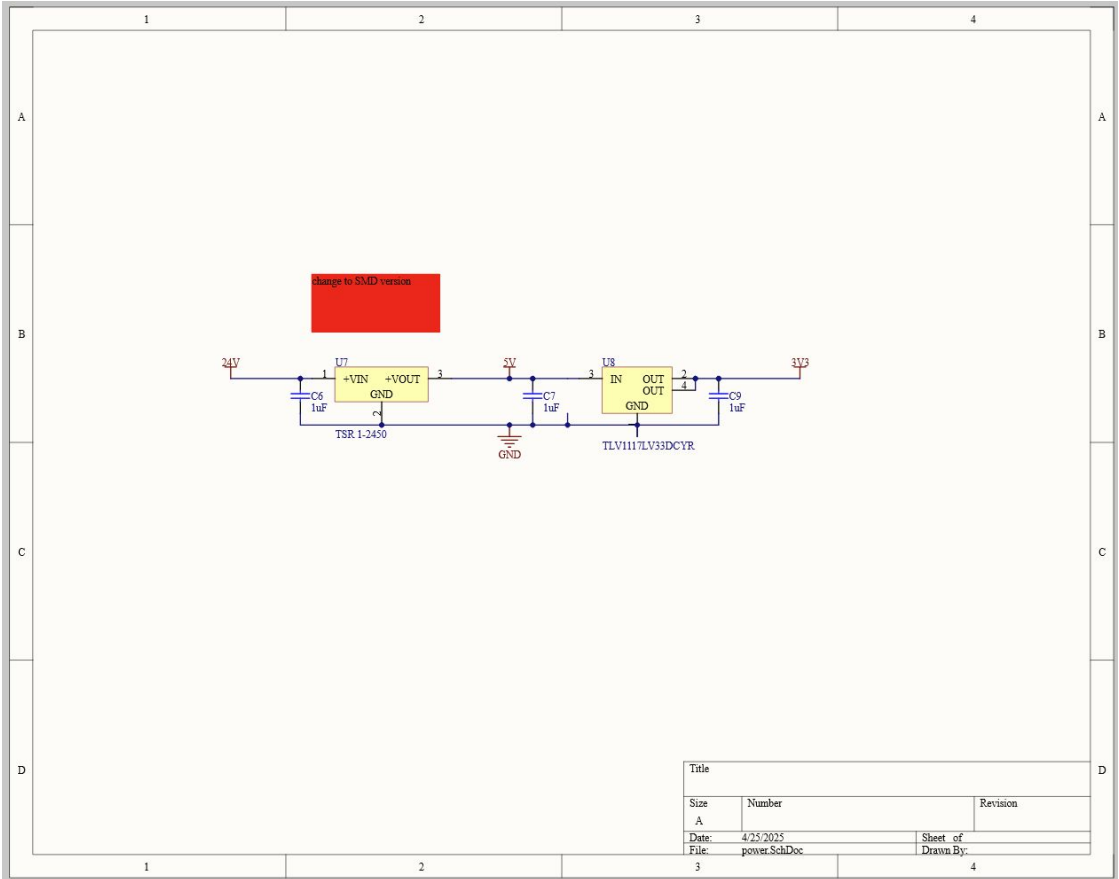 1 2 3 4
A A
change to SMD version
B B
24V U7 5V U8 3V3
1 +VIN +VOUT 3 3 IN OUT 2
OUT 4
GND GND
C6 C7 C9
1uF 1uF 1uF
2
TSR 1-2450 TLV1117LV33DCYR
GND
C C
D D
Title
Size Number Revision
A
Date: 4/25/2025 Sheet of
File: power.SchDoc Drawn By:
1 2 3 4